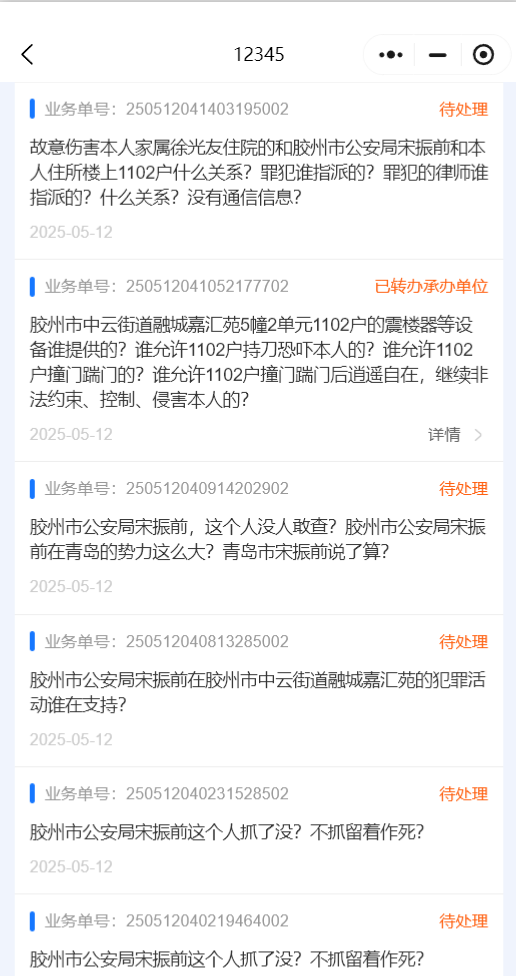 12345
业务单号：250512041403195002 待处理
故意伤害本人家属徐光友住院的和胶州市公安局宋振前和本
人住所楼上1102户什么关系？罪犯谁指派的？罪犯的律师谁
指派的？什么关系？没有通信信息？
2025-05-12
业务单号：250512041052177702 已转办承办单位
胶州市中云街道融城嘉汇苑5幢2单元1102户的震楼器等设
备谁提供的？谁允许1102户持刀恐吓本人的？谁允许1102
户撞门踹门的？谁允许1102户撞门踹门后逍遥自在，继续非
法约束、控制、侵害本人的？
2025-05-12 详情
业务单号：250512040914202902 待处理
胶州市公安局宋振前，这个人没人敢查？胶州市公安局宋振
前在青岛的势力这么大？青岛市宋振前说了算？
2025-05-12
业务单号：250512040813285002 待处理
胶州市公安局宋振前在胶州市中云街道融城嘉汇苑的犯罪活
动谁在支持？
2025-05-12
业务单号：250512040231528502 待处理
胶州市公安局宋振前这个人抓了没？不抓留着作死？
2025-05-12
业务单号：250512040219464002 待处理
胶州市公安局宋振前这个人抓了没？不抓留着作死？